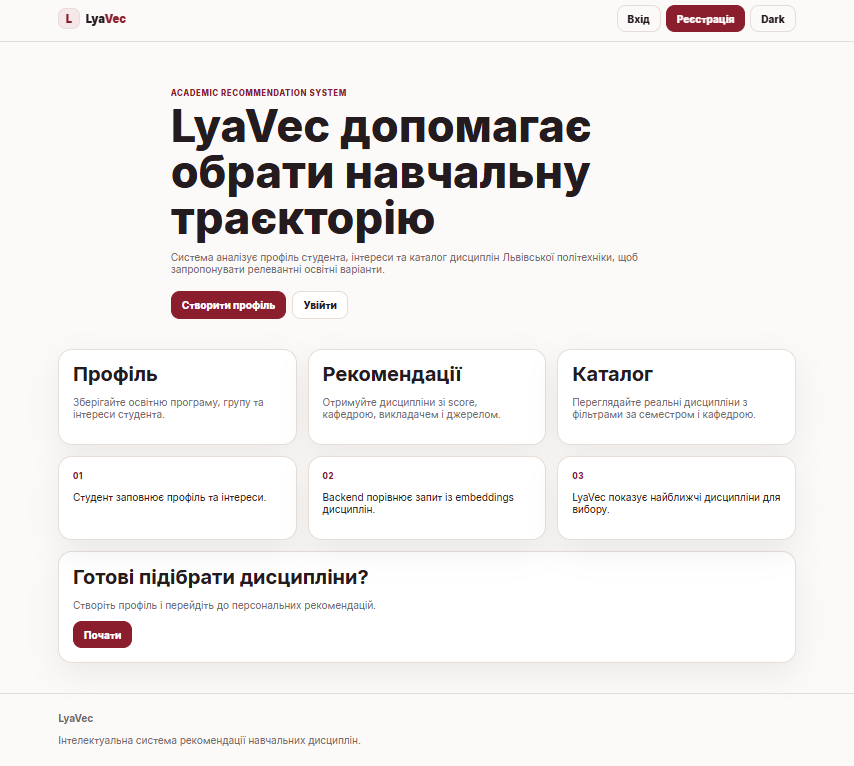 L LyaVec Вхід Реєстрація Dark
ACADEMIC RECOMMENDATION SYSTEM
LyaVec допомагає
обрати навчальну
траєкторію
Система аналізує профіль студента, інтереси та каталог дисциплін Львівської політехніки, щоб
запропонувати релевантні освітні варіанти.
Створити профіль Увійти
Профіль
Зберігайте освітню програму, групу та
інтереси студента.
Рекомендації
Отримуйте дисципліни зі score,
кафедрою, викладачем і джерелом.
Каталог
Переглядайте реальні дисципліни з
фільтрами за семестром і кафедрою.
01
Студент заповнює профіль та інтереси.
02
Backend порівнює запит із embeddings
дисциплін.
03
LyaVec показує найближчі дисципліни для
вибору.
Готові підібрати дисципліни?
Створіть профіль і перейдіть до персональних рекомендацій.
Почати
LyaVec
Інтелектуальна система рекомендації навчальних дисциплін.